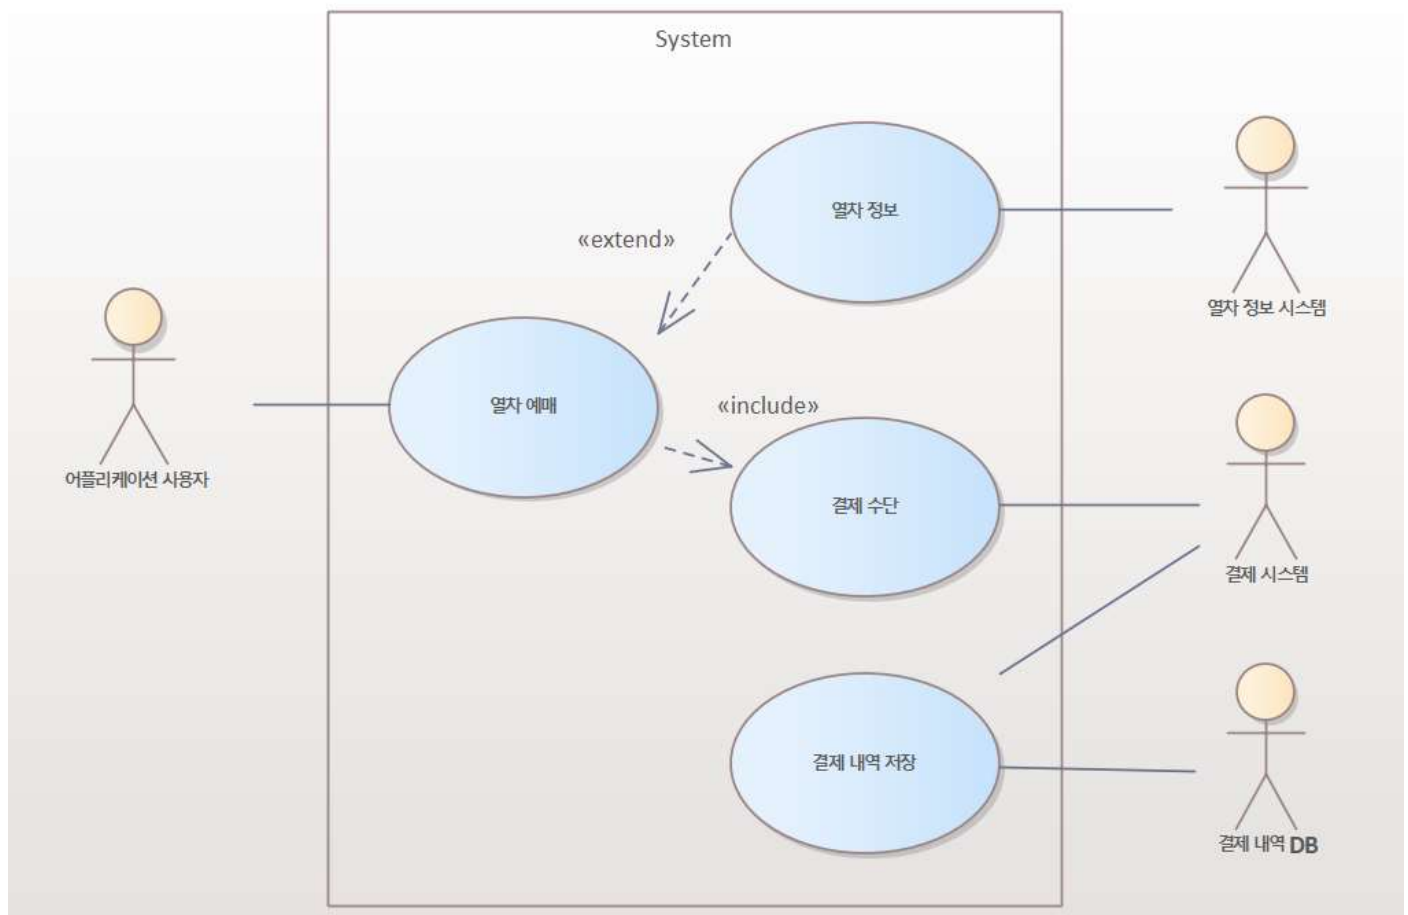 System
열차 정보
«extend»
열차 정보 시스템
열차 예매
«include»
어플리케이션 사용자
결제 수단
결제 시스템
결제 내역 저장
결제 내역 DB